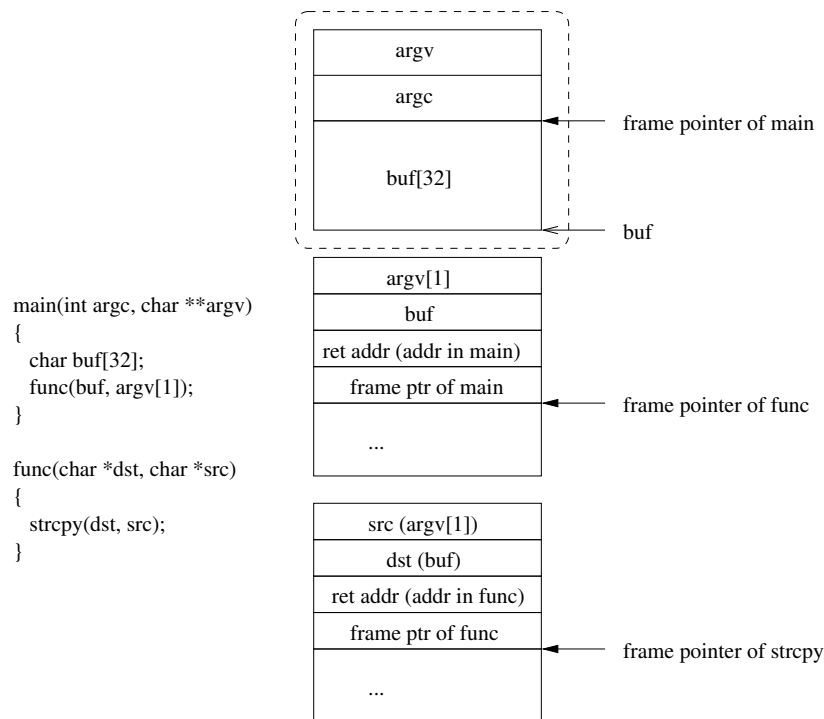 argv
argc
frame pointer of main
buf[32]
buf
main(int argc, char **argv)
{
char buf[32];
func(buf, argv[1]);
}
func(char *dst, char *src)
{
strcpy(dst, src);
}
argv[1]
buf
ret addr (addr in main)
frame ptr of main
frame pointer of func
...
src (argv[1])
dst (buf)
ret addr (addr in func)
frame ptr of func
frame pointer of strcpy
...